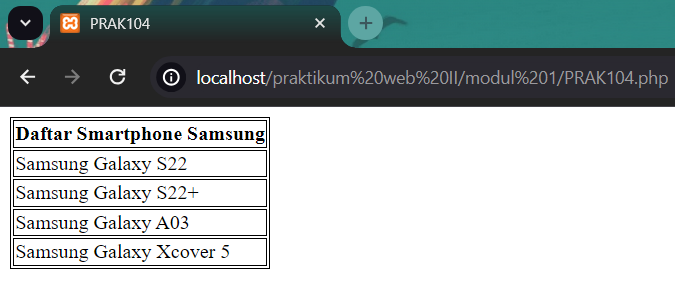 PRAK104
localhost/praktikum%20web%20II/modul%201/PRAK104.php
Daftar Smartphone Samsung
Samsung Galaxy S22
Samsung Galaxy S22+
Samsung Galaxy A03
Samsung Galaxy Xcover 5